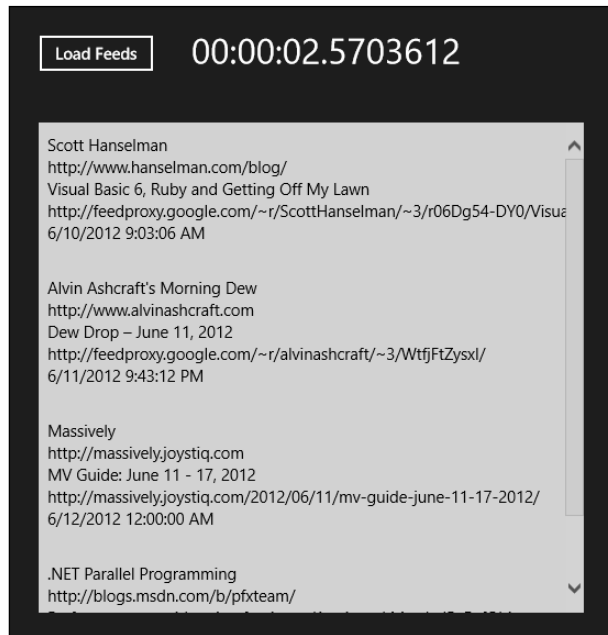 Load Feeds
00:00:02.5703612
Scott Hanselman
http://www.hanselman.com/blog/
Visual Basic 6, Ruby and Getting Off My Lawn
http://feedproxy.google.com/~r/ScottHanselman/~3/r06Dg54-DY0/Visua
6/10/2012 9:03:06 AM
Alvin Ashcraft's Morning Dew
http://www.alvinashcraft.com
Dew Drop – June 11, 2012
http://feedproxy.google.com/~r/alvinashcraft/~3/WtfjFtZysxI/
6/11/2012 9:43:12 PM
Massively
http://massively.joystiq.com
MV Guide: June 11 - 17, 2012
http://massively.joystiq.com/2012/06/11/mv-guide-june-11-17-2012/
6/12/2012 12:00:00 AM
.NET Parallel Programming
http://blogs.msdn.com/b/pfxteam/